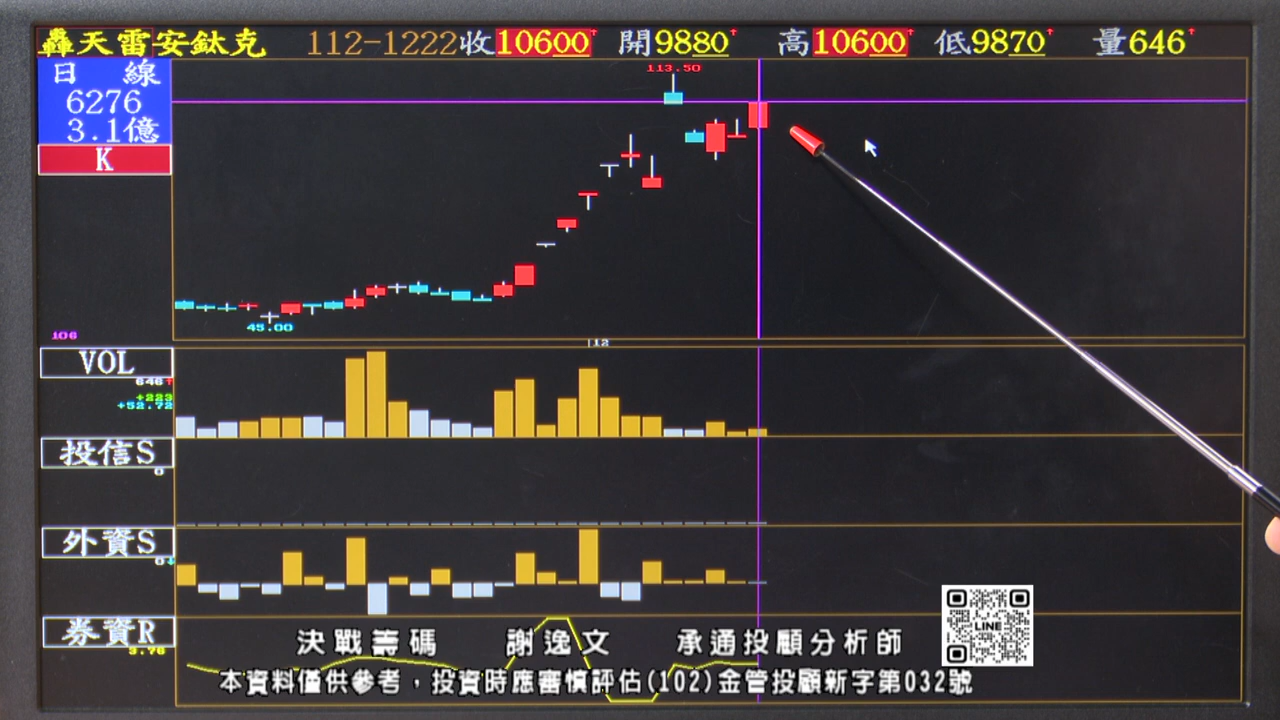 轟天雷安鈦克 112-1222收10600↑ 開9880↑ 高10600↑ 低9870↑ 量646↑
日 線
6276
3.1億
K
113.50
45.00
106
12
VOL
646↑
+223
+52.72
投信S
0
外資S
0↓
券資R
3.76
LINE
決戰籌碼 謝逸文 承通投顧分析師
本資料僅供參考,投資時應審慎評估(102)金管投顧新字第032號